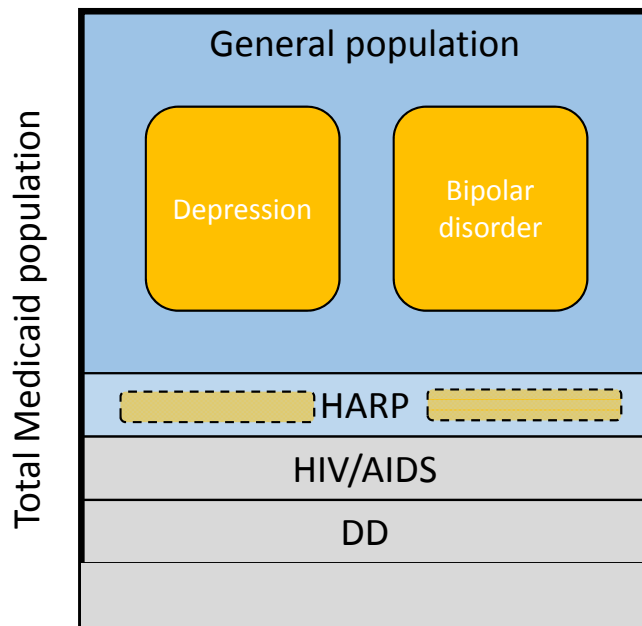 General population
Total Medicaid population
Depression
Bipolar
disorder
HARP
HIV/AIDS
DD